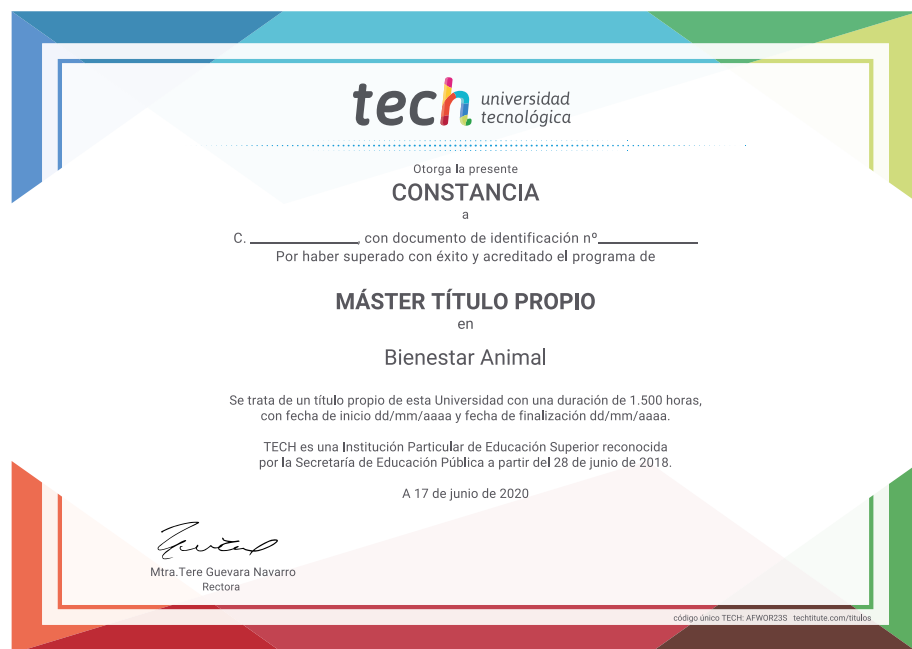 tech universidad
tecnológica
Otorga la presente
CONSTANCIA
a
C. ______________, con documento de identificación nº______________
Por haber superado con éxito y acreditado el programa de
MÁSTER TÍTULO PROPIO
en
Bienestar Animal
Se trata de un título propio de esta Universidad con una duración de 1.500 horas,
con fecha de inicio dd/mm/aaaa y fecha de finalización dd/mm/aaaa.
TECH es una Institución Particular de Educación Superior reconocida
por la Secretaría de Educación Pública a partir del 28 de junio de 2018.
A 17 de junio de 2020
Mtra.Tere Guevara Navarro
Rectora
código único TECH: AFWOR23S techtitute.com/titulos